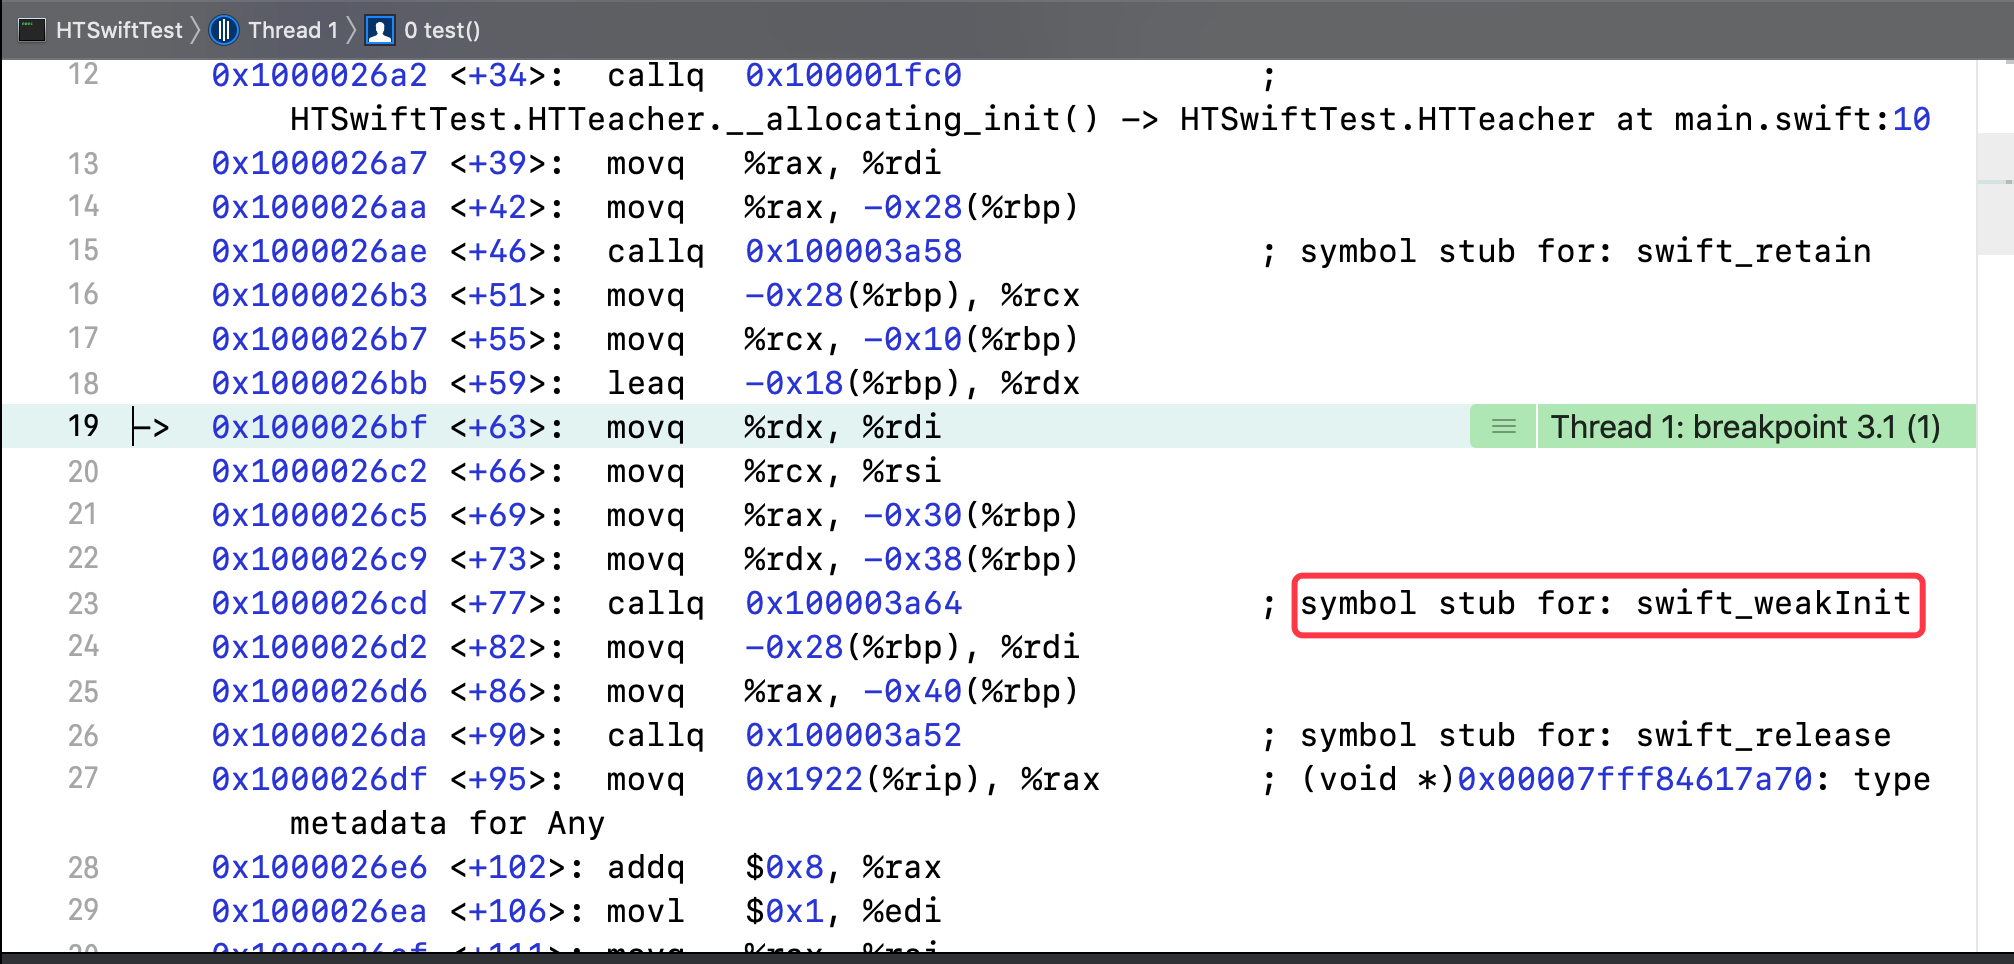 HTSwiftTest 〉 Thread 1 〉 0 test()
12 0x1000026a2 <+34>: callq 0x100001fc0 ;
HTSwiftTest.HTTeacher.__allocating_init() -> HTSwiftTest.HTTeacher at main.swift:10
13 0x1000026a7 <+39>: movq %rax, %rdi
14 0x1000026aa <+42>: movq %rax, -0x28(%rbp)
15 0x1000026ae <+46>: callq 0x100003a58 ; symbol stub for: swift_retain
16 0x1000026b3 <+51>: movq -0x28(%rbp), %rcx
17 0x1000026b7 <+55>: movq %rcx, -0x10(%rbp)
18 0x1000026bb <+59>: leaq -0x18(%rbp), %rdx
19 -> 0x1000026bf <+63>: movq %rdx, %rdi Thread 1: breakpoint 3.1 (1)
20 0x1000026c2 <+66>: movq %rcx, %rsi
21 0x1000026c5 <+69>: movq %rax, -0x30(%rbp)
22 0x1000026c9 <+73>: movq %rdx, -0x38(%rbp)
23 0x1000026cd <+77>: callq 0x100003a64 ; symbol stub for: swift_weakInit
24 0x1000026d2 <+82>: movq -0x28(%rbp), %rdi
25 0x1000026d6 <+86>: movq %rax, -0x40(%rbp)
26 0x1000026da <+90>: callq 0x100003a52 ; symbol stub for: swift_release
27 0x1000026df <+95>: movq 0x1922(%rip), %rax ; (void *)0x00007fff84617a70: type
metadata for Any
28 0x1000026e6 <+102>: addq $0x8, %rax
29 0x1000026ea <+106>: movl $0x1, %edi